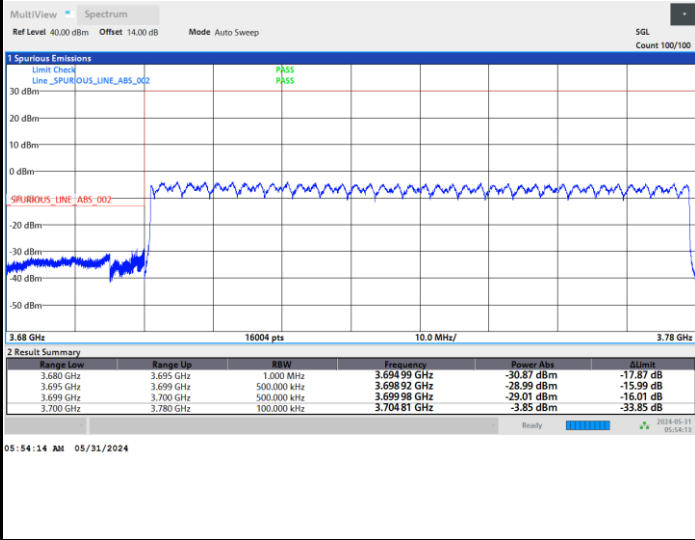 MultiView Spectrum
Ref Level 40.00 dBm Offset 14.00 dB Mode Auto Sweep SGL
Count 100/100
1 Spurious Emissions
Limit Check PASS
Line _SPURIOUS_LINE_ABS_002 PASS
30 dBm
20 dBm
10 dBm
0 dBm
_SPURIOUS_LINE_ABS_002
-20 dBm
-30 dBm
-40 dBm
-50 dBm
3.68 GHz 16004 pts 10.0 MHz/ 3.78 GHz
2 Result Summary
Range Low Range Up RBW Frequency Power Abs ΔLimit
3.680 GHz 3.695 GHz 1.000 MHz 3.694 99 GHz -30.87 dBm -17.87 dB
3.695 GHz 3.699 GHz 500.000 kHz 3.698 92 GHz -28.99 dBm -15.99 dB
3.699 GHz 3.700 GHz 500.000 kHz 3.699 98 GHz -29.01 dBm -16.01 dB
3.700 GHz 3.780 GHz 100.000 kHz 3.704 81 GHz -3.85 dBm -33.85 dB
Ready 2024-05-31
05:54:13
05:54:14 AM 05/31/2024